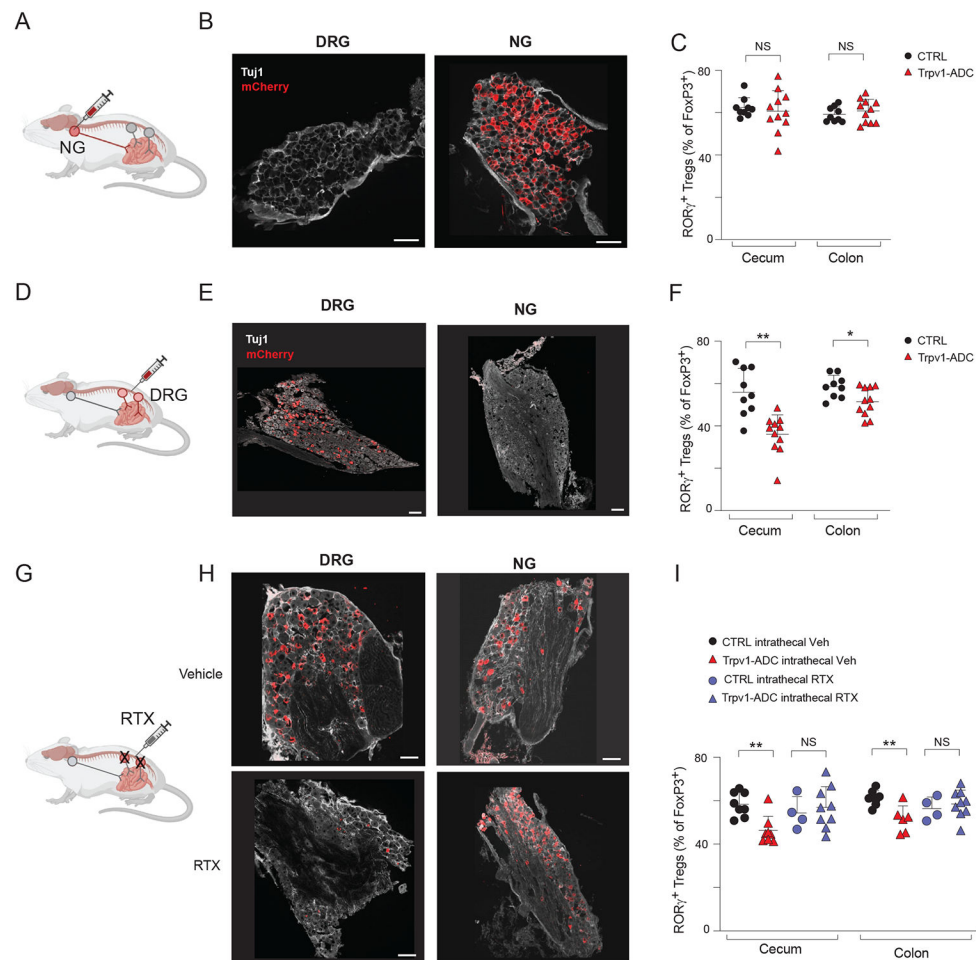 A
NG
B
DRG
NG
Tuj1
mCherry
C
NS
NS
CTRL
Trpv1-ADC
RORγ+ Tregs (% of FoxP3+)
80
40
0
Cecum
Colon
D
DRG
E
DRG
NG
Tuj1
mCherry
F
**
*
CTRL
Trpv1-ADC
RORγ+ Tregs (% of FoxP3+)
80
40
0
Cecum
Colon
G
RTX
H
DRG
NG
Vehicle
RTX
I
CTRL intrathecal Veh
Trpv1-ADC intrathecal Veh
CTRL intrathecal RTX
Trpv1-ADC intrathecal RTX
**
NS
**
NS
RORγ+ Tregs (% of FoxP3+)
80
40
0
Cecum
Colon